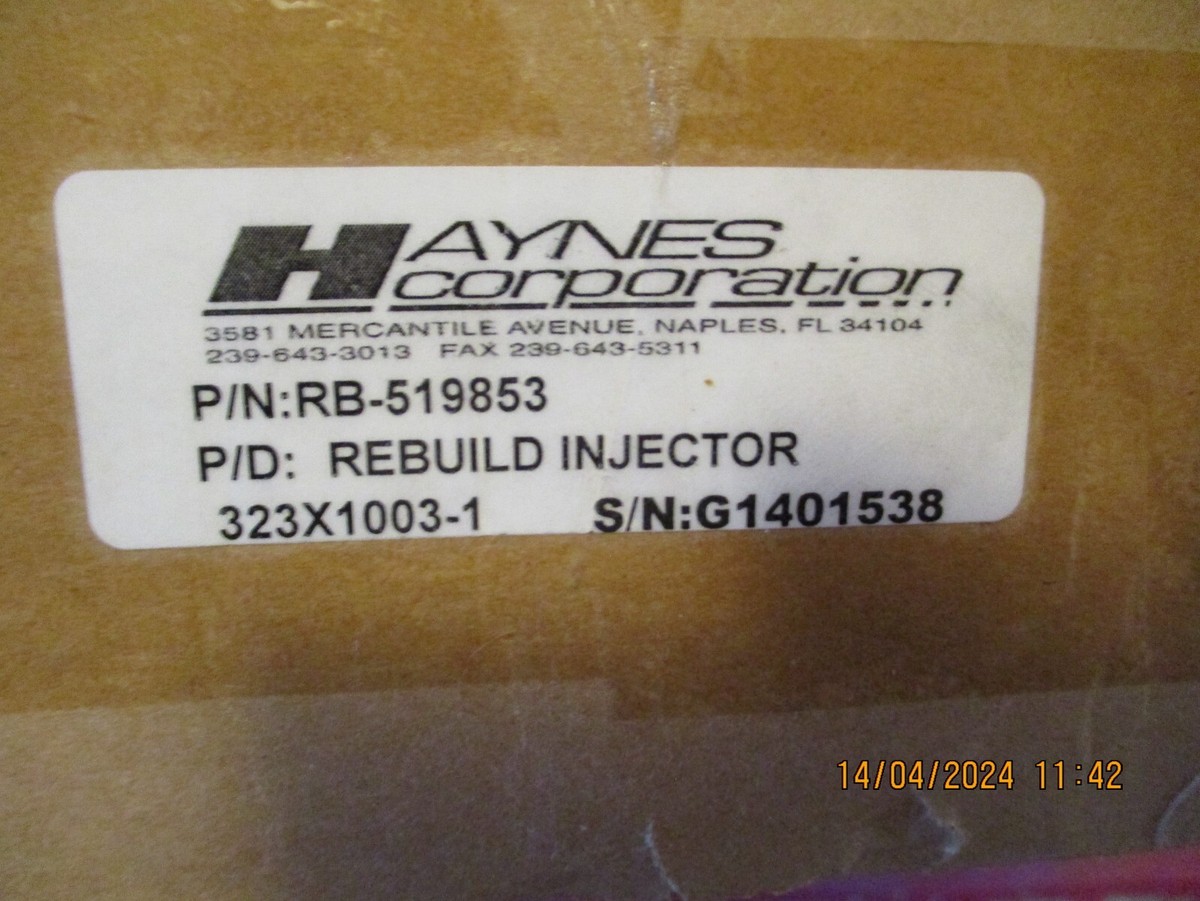 HAYNES
corporation
3581 MERCANTILE AVENUE, NAPLES, FL 34104
239-643-3013 FAX 239-643-5311
P/N:RB-519853
P/D: REBUILD INJECTOR
323X1003-1 S/N:G1401538
14/04/2024 11:42